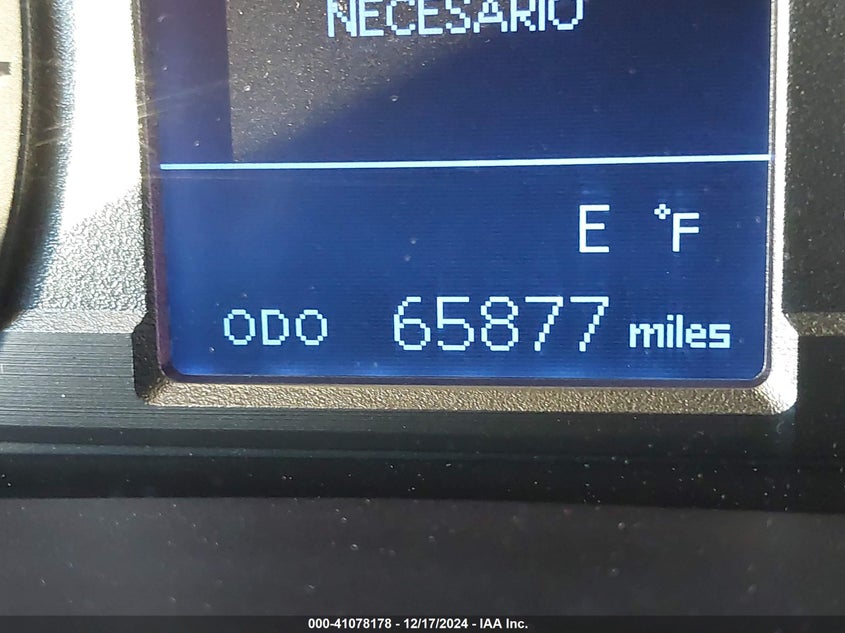 NECESARIO
E °F
ODO 65877 miles
000-41078178 - 12/17/2024 - IAA Inc.